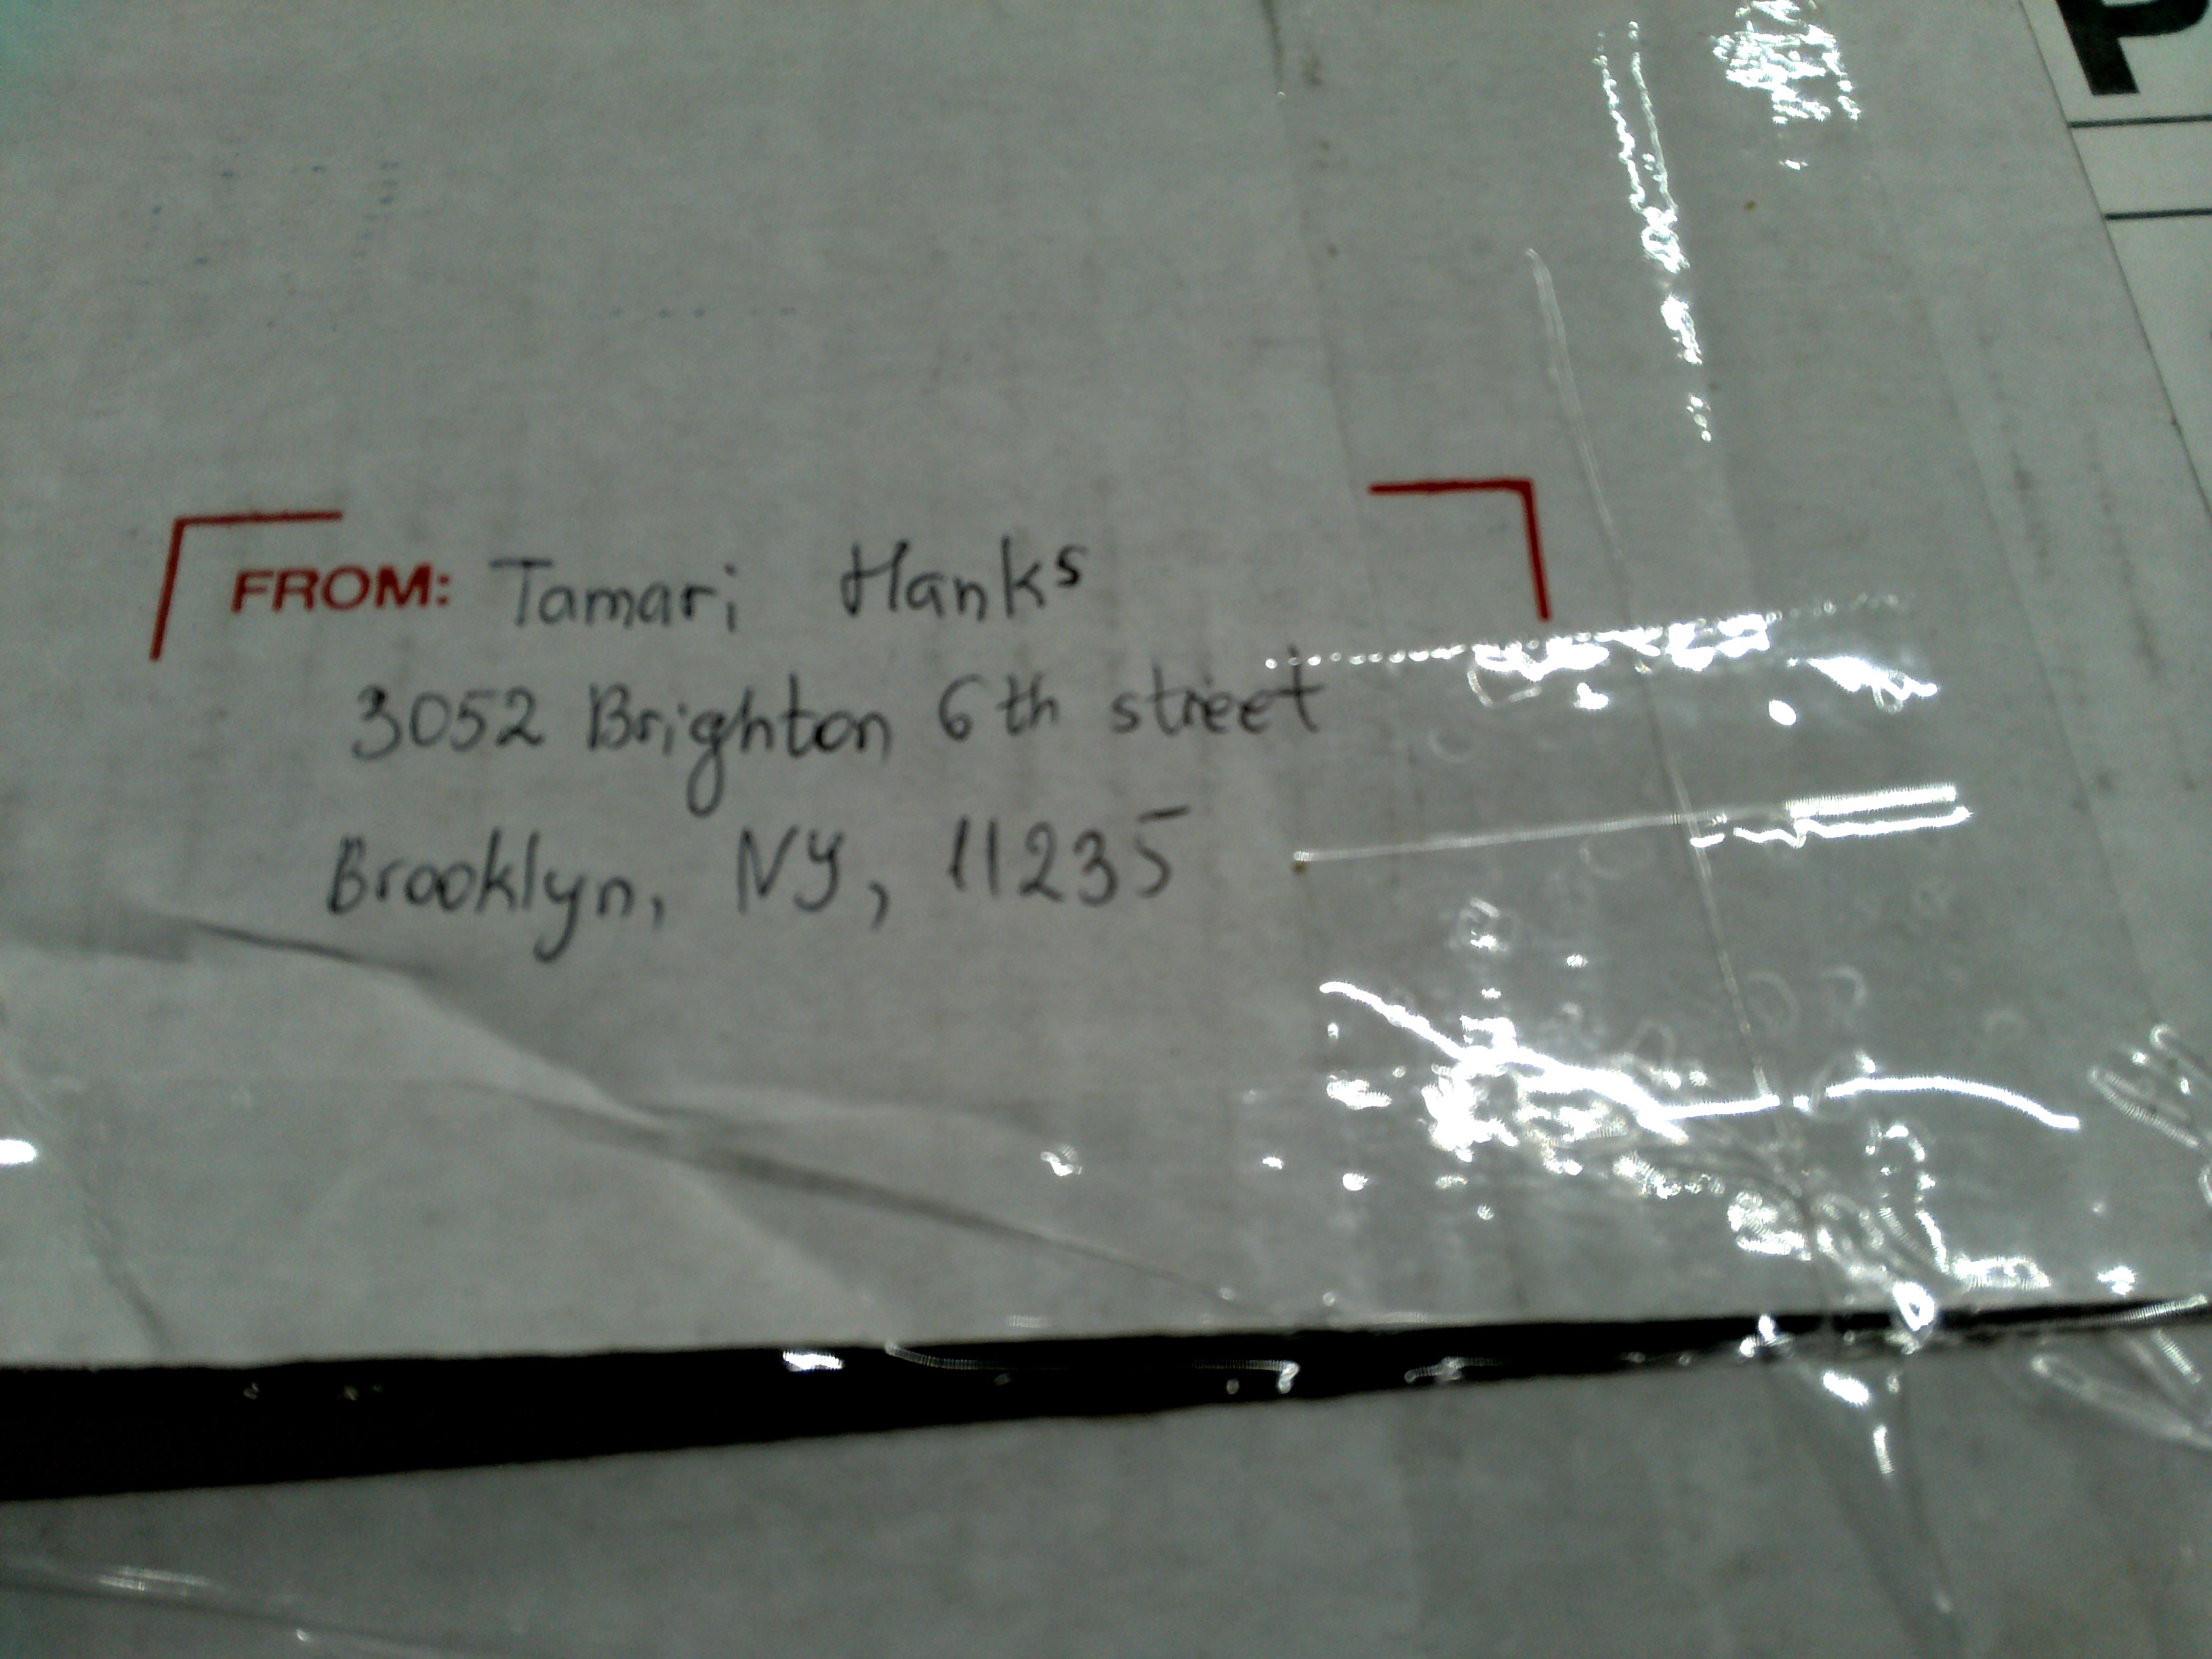 P
FROM: Tamari Hanks
3052 Brighton 6th street
Brooklyn, NY, 11235